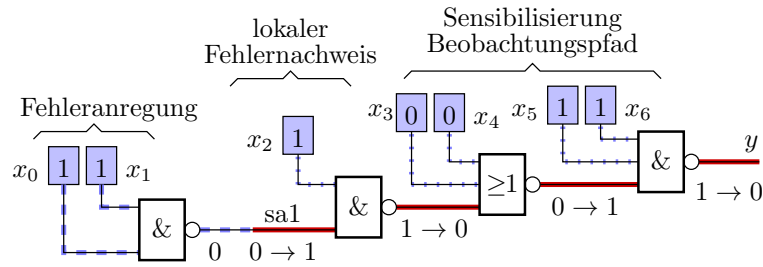 Sensibilisierung
Beobachtungspfad
lokaler
Fehlernachweis
Fehleranregung
x0 1 1 x1
x2 1
x3 0 0 x4
x5 1 1 x6
& 0
sa1
0 → 1
& 1 → 0
≥1 0 → 1
& y
1 → 0